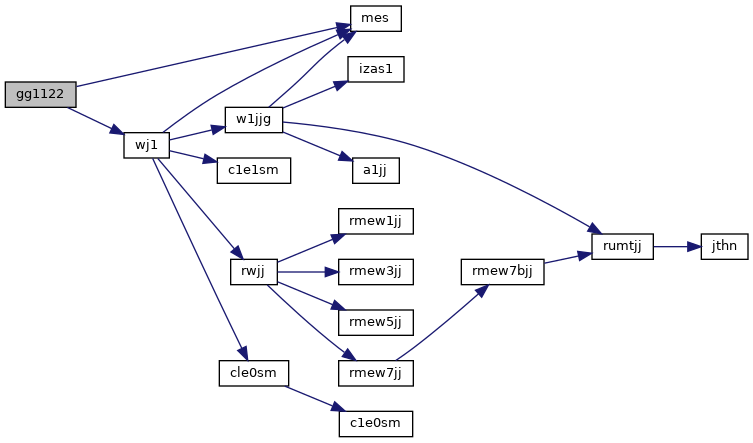 gg1122
wj1
mes
w1jjg
izas1
a1jj
c1e1sm
rwjj
rmew1jj
rmew3jj
rmew5jj
rmew7jj
rmew7bjj
rumtjj
jthn
cle0sm
c1e0sm